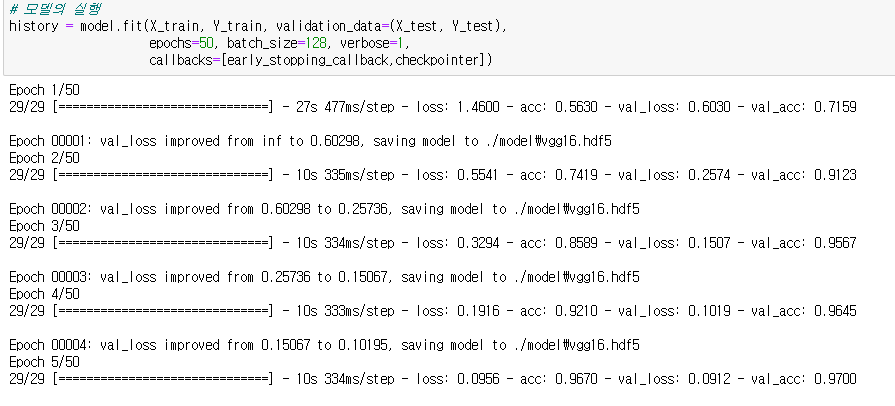 # 모델의 실행
history = model.fit(X_train, Y_train, validation_data=(X_test, Y_test),
epochs=50, batch_size=128, verbose=1,
callbacks=[early_stopping_callback,checkpointer])
Epoch 1/50
29/29 [==============================] - 27s 477ms/step - loss: 1.4600 - acc: 0.5630 - val_loss: 0.6030 - val_acc: 0.7159
Epoch 00001: val_loss improved from inf to 0.60298, saving model to ./model₩vgg16.hdf5
Epoch 2/50
29/29 [==============================] - 10s 335ms/step - loss: 0.5541 - acc: 0.7419 - val_loss: 0.2574 - val_acc: 0.9123
Epoch 00002: val_loss improved from 0.60298 to 0.25736, saving model to ./model₩vgg16.hdf5
Epoch 3/50
29/29 [==============================] - 10s 334ms/step - loss: 0.3294 - acc: 0.8589 - val_loss: 0.1507 - val_acc: 0.9567
Epoch 00003: val_loss improved from 0.25736 to 0.15067, saving model to ./model₩vgg16.hdf5
Epoch 4/50
29/29 [==============================] - 10s 333ms/step - loss: 0.1916 - acc: 0.9210 - val_loss: 0.1019 - val_acc: 0.9645
Epoch 00004: val_loss improved from 0.15067 to 0.10195, saving model to ./model₩vgg16.hdf5
Epoch 5/50
29/29 [==============================] - 10s 334ms/step - loss: 0.0956 - acc: 0.9670 - val_loss: 0.0912 - val_acc: 0.9700